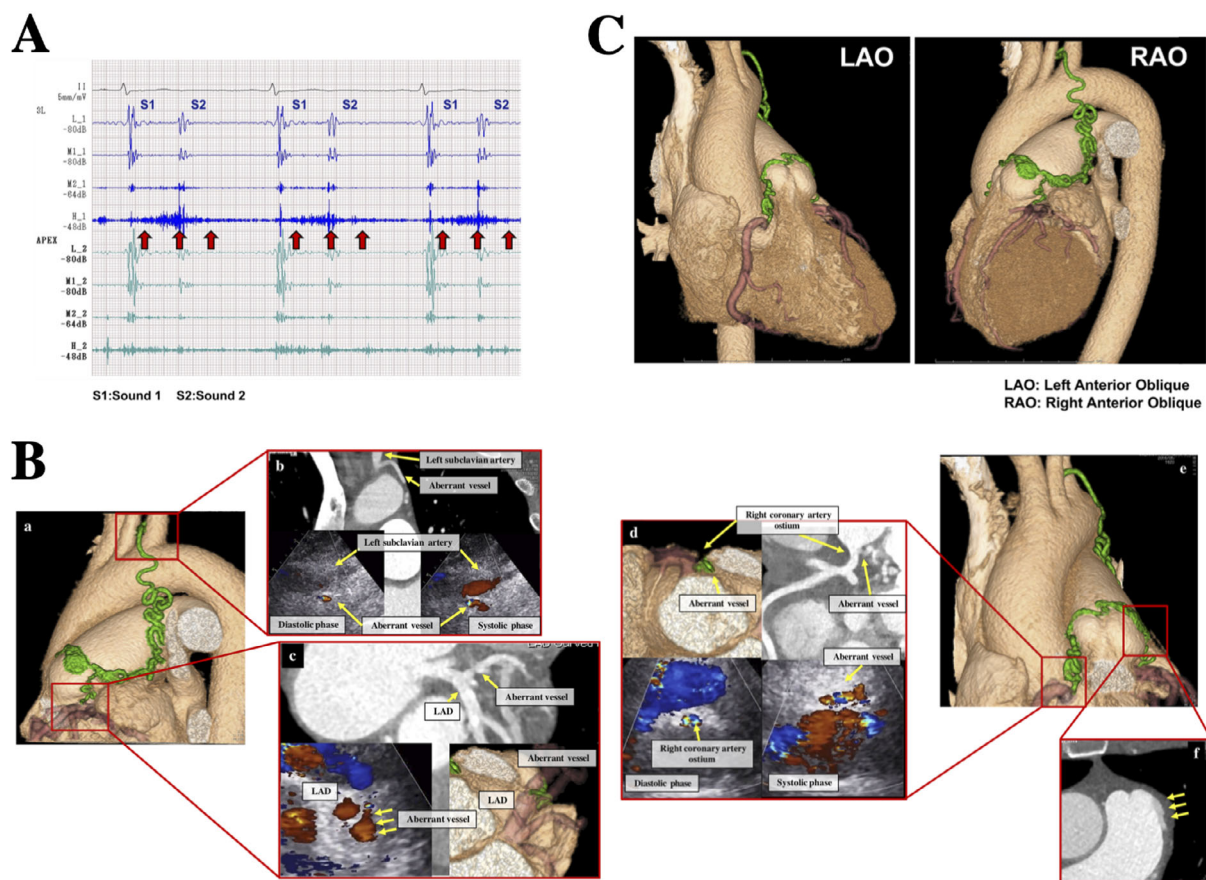 A
II
5mm/mV
3L
S1 S2 S1 S2 S1 S2
L_1
-80dB
M1_1
-80dB
M2_1
-64dB
H_1
-48dB
APEX
L_2
-80dB
M1_2
-80dB
M2_2
-64dB
H_2
-48dB
S1:Sound 1 S2:Sound 2
C
LAO
RAO
LAO: Left Anterior Oblique
RAO: Right Anterior Oblique
B
a
b
Left subclavian artery
Aberrant vessel
Left subclavian artery
Diastolic phase
Aberrant vessel
Systolic phase
c
LAD
Aberrant vessel
LAD
Aberrant vessel
Aberrant vessel
LAD
d
Right coronary artery
ostium
Aberrant vessel
Aberrant vessel
Aberrant vessel
Right coronary artery
ostium
Diastolic phase
Systolic phase
e
f